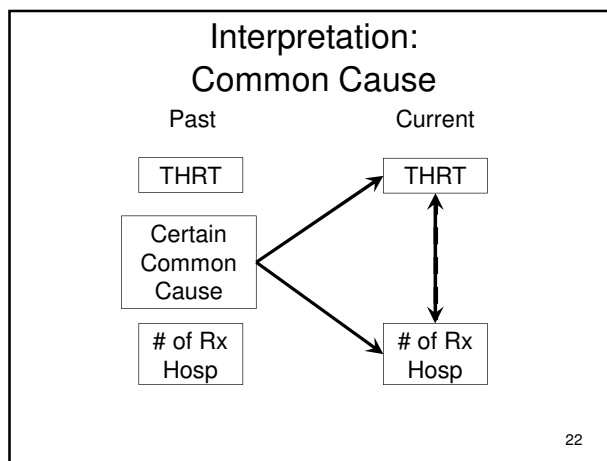 Interpretation:
Common Cause
Past
Current
THRT
THRT
Certain
Common
Cause
# of Rx
Hosp
# of Rx
Hosp
22